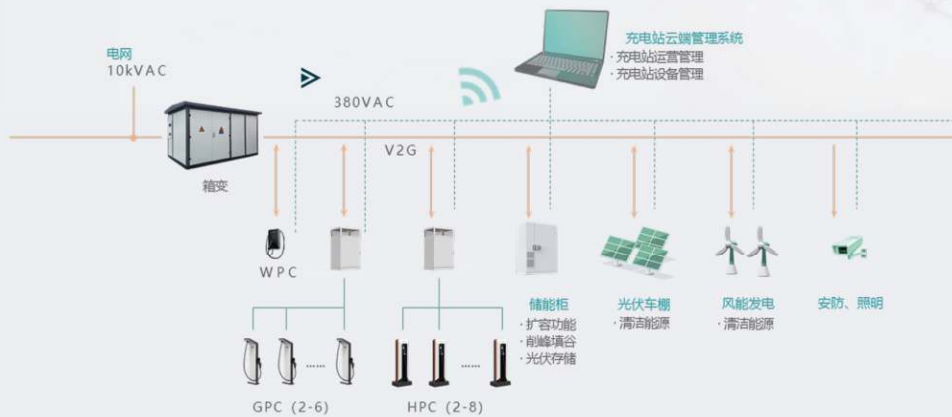 电网
10kVAC
充电站云端管理系统
·充电站运营管理
·充电站设备管理
380VAC
V2G
箱变
WPC
储能柜
·扩容功能
·削峰填谷
·光伏存储
光伏车棚
·清洁能源
风能发电
·清洁能源
安防、照明
......
......
GPC (2-6)
HPC (2-8)